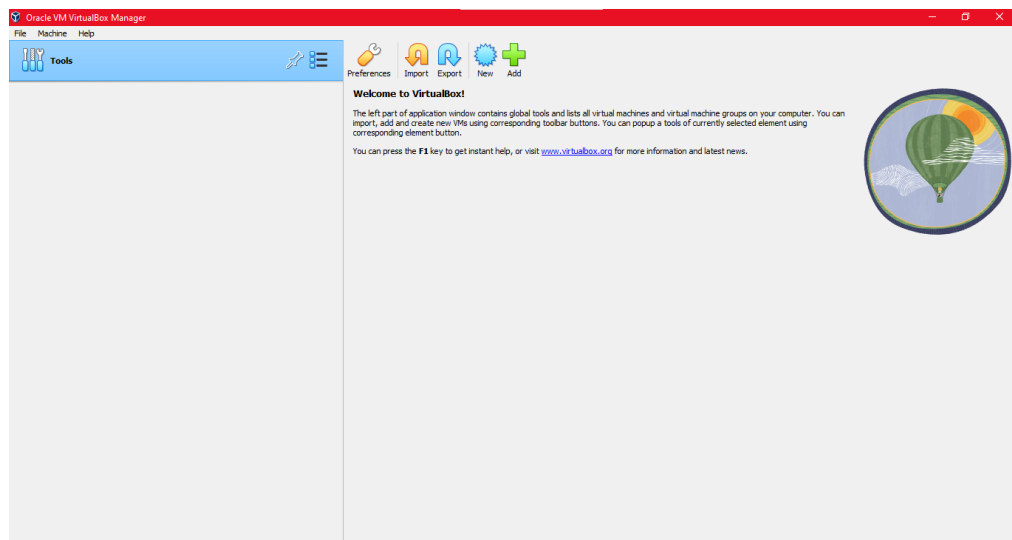 Oracle VM VirtualBox Manager
File Machine Help
Tools
Preferences Import Export New Add
Welcome to VirtualBox!
The left part of application window contains global tools and lists all virtual machines and virtual machine groups on your computer. You can
import, add and create new VMs using corresponding toolbar buttons. You can popup a tools of currently selected element using
corresponding element button.
You can press the F1 key to get instant help, or visit www.virtualbox.org for more information and latest news.